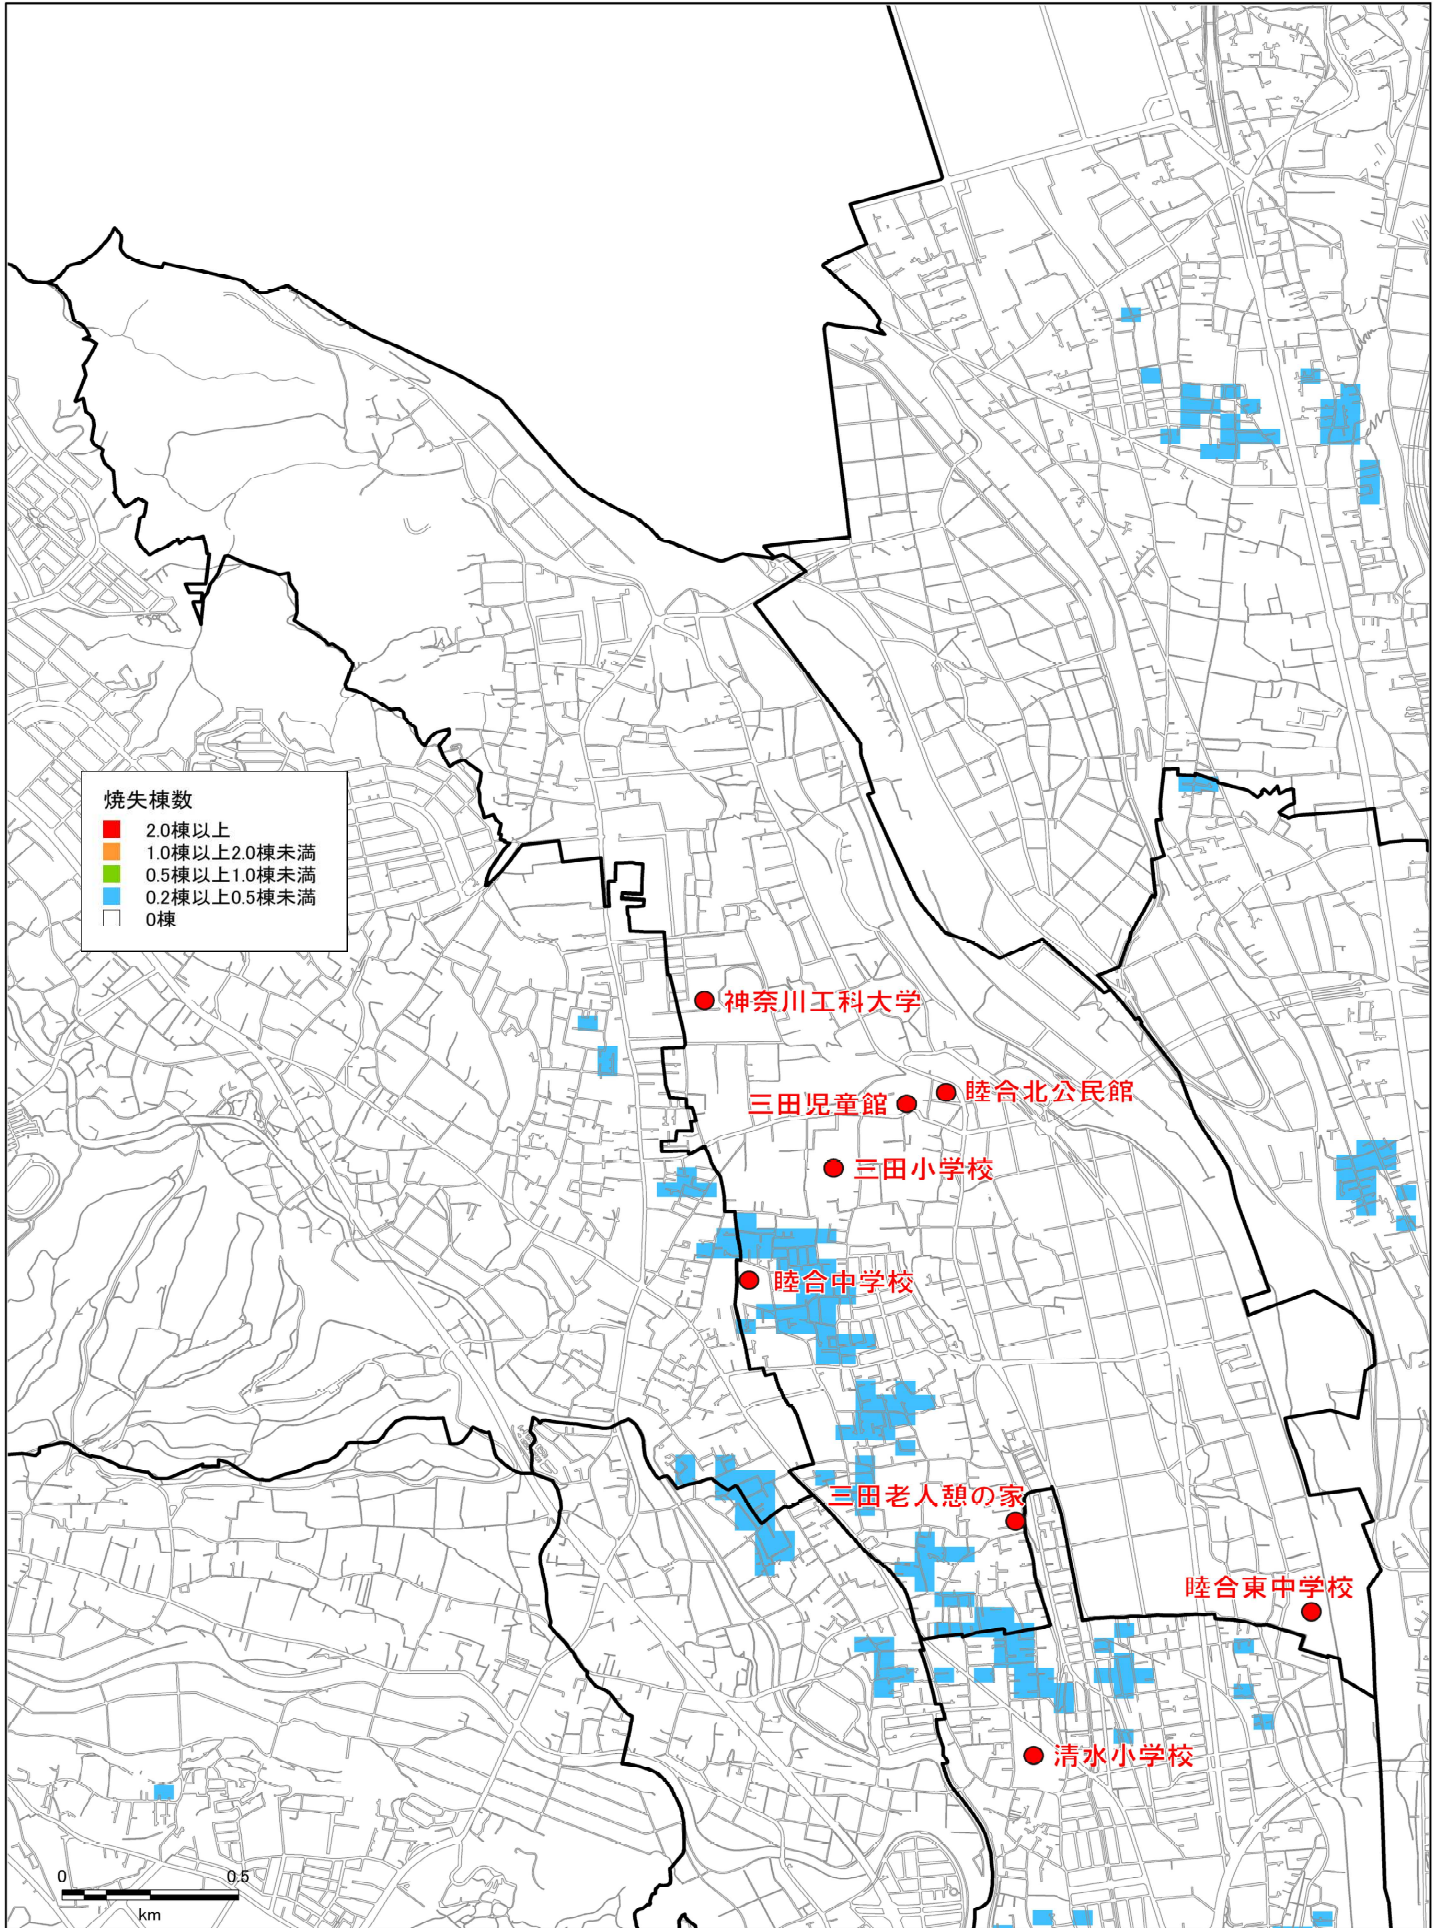 焼失棟数
2.0棟以上
1.0棟以上2.0棟未満
0.5棟以上1.0棟未満
0.2棟以上0.5棟未満
0棟
神奈川工科大学
睦合北公民館
三田児童館
三田小学校
睦合中学校
三田老人憩の家
睦合東中学校
清水小学校
0 0.5
km